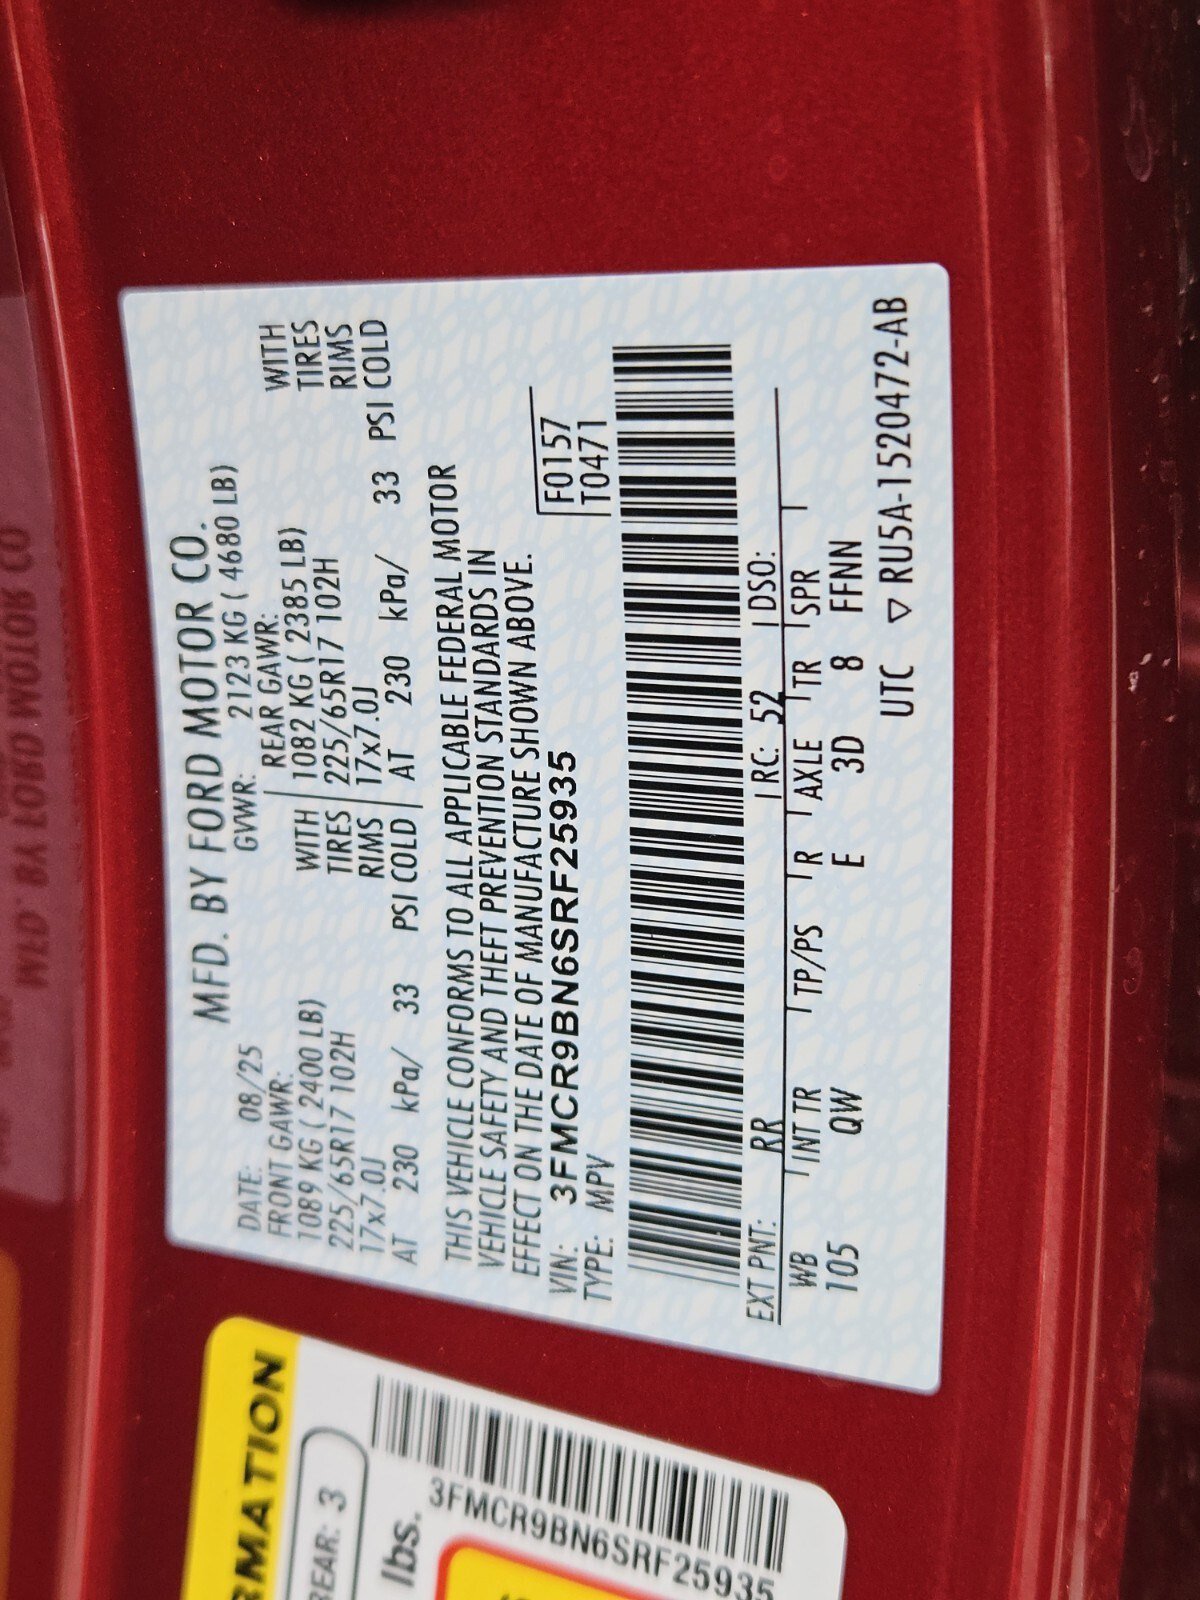 MFD. BY FORD MOTOR CO.
DATE: 08/25 GVWR: 2123 KG ( 4680 LB)
FRONT GAWR: REAR GAWR:
1089 KG ( 2400 LB) WITH 1082 KG ( 2385 LB) WITH
225/65R17 102H TIRES 225/65R17 102H TIRES
17x7.0J RIMS 17x7.0J RIMS
AT 230 kPa/ 33 PSI COLD AT 230 kPa/ 33 PSI COLD
THIS VEHICLE CONFORMS TO ALL APPLICABLE FEDERAL MOTOR
VEHICLE SAFETY AND THEFT PREVENTION STANDARDS IN
EFFECT ON THE DATE OF MANUFACTURE SHOWN ABOVE.
VIN: 3FMCR9BN6SRF25935 F0157
TYPE: MPV T0471
EXT PNT: RR RC: 52 DSO:
WB INT TR TP/PS R AXLE TR SPR
105 QW E 3D 8 FFNN
UTC ▽ RU5A-1520472-AB
RMATION
REAR: 3
lbs.
3FMCR9BN6SRF25935